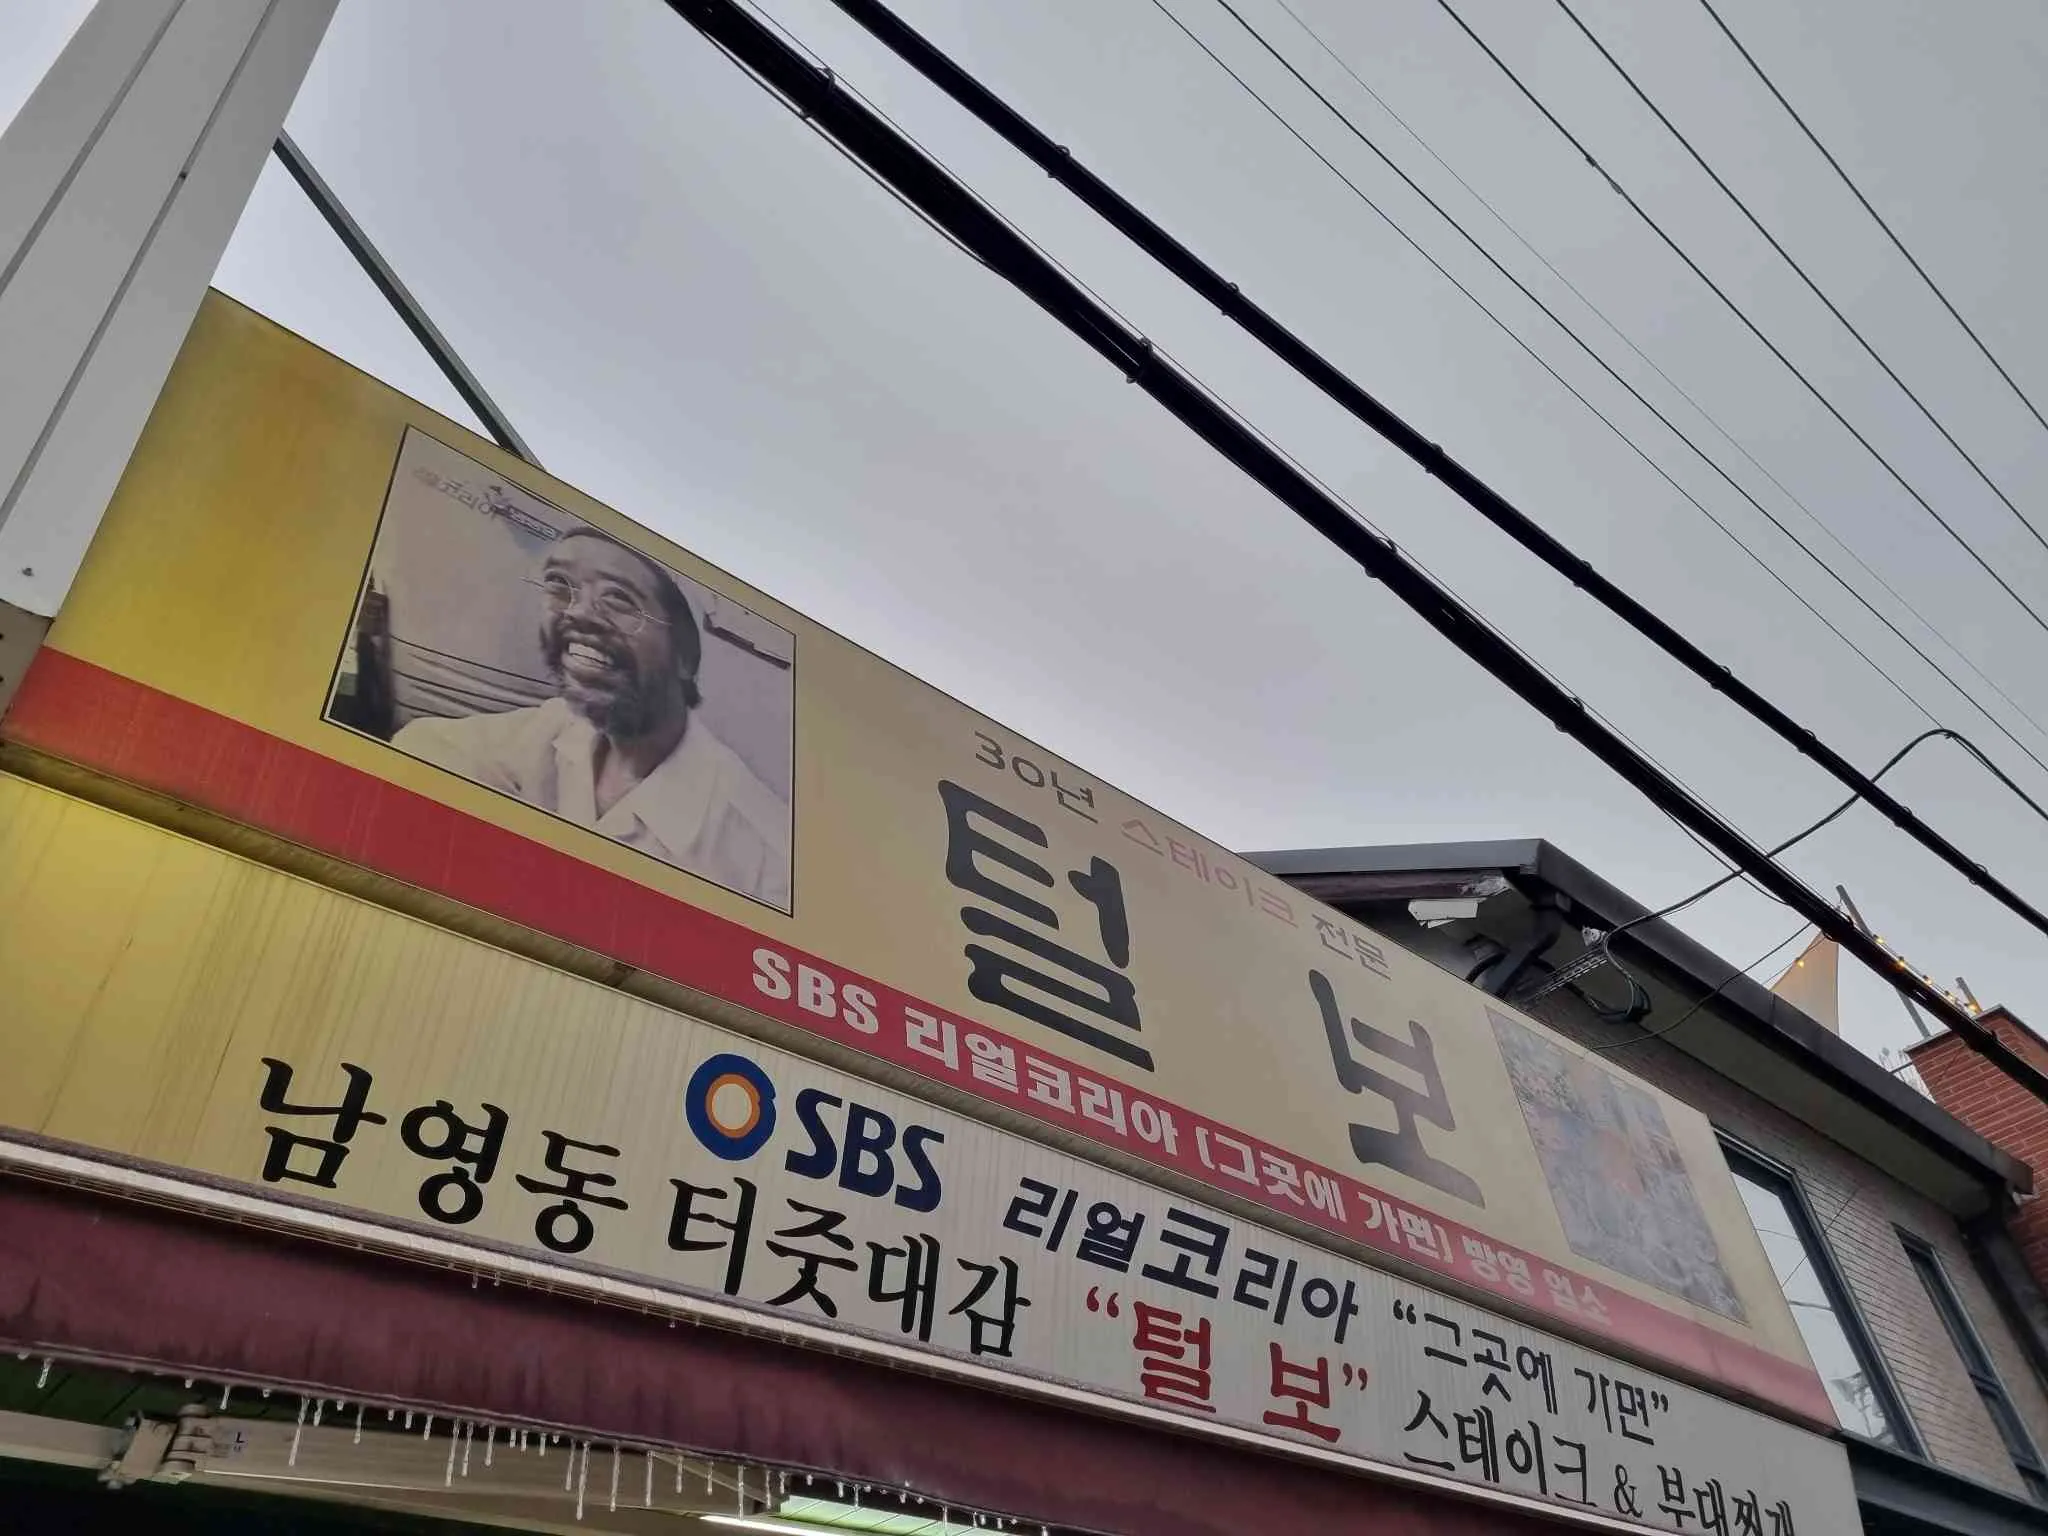 30년 스테이크 전문
털보
SBS 리얼코리아 [그곳에 가면] 방영 업소
SBS 리얼코리아 “그곳에 가면”
남영동 터줏대감 “털보” 스테이크 & 부대찌개